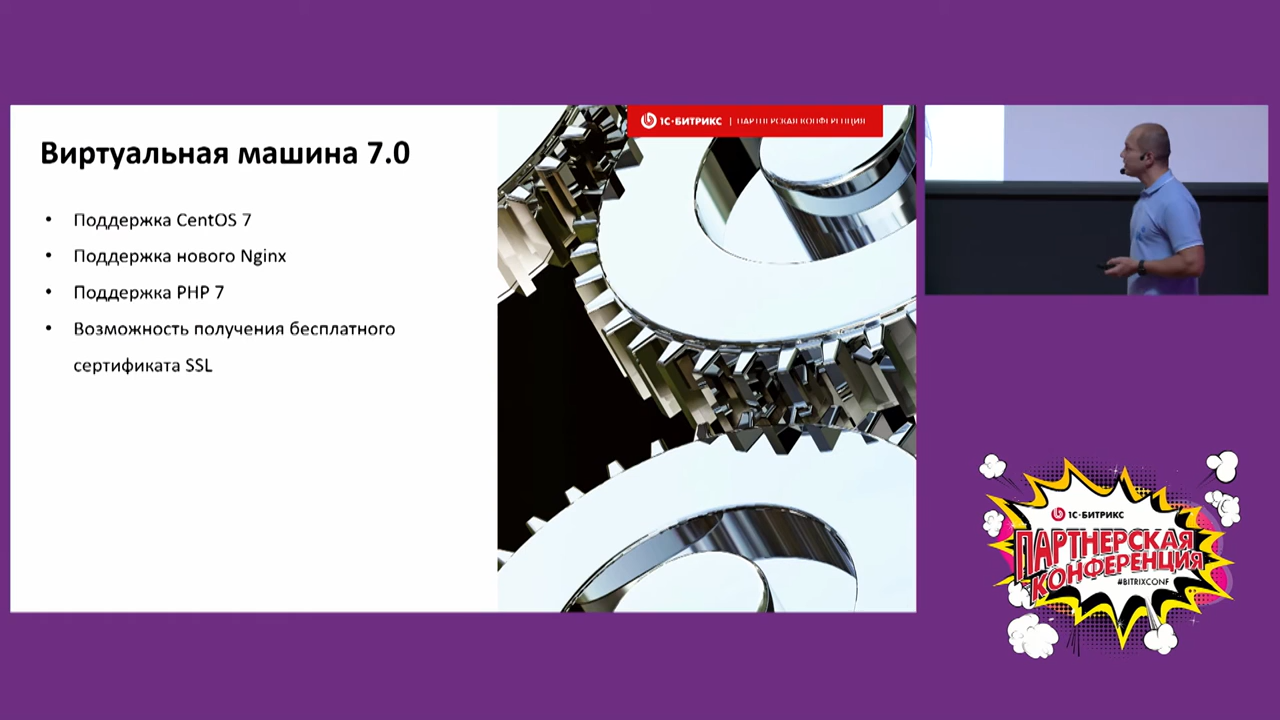 1С-БИТРИКС | ПАРТНЕРСКАЯ КОНФЕРЕНЦИЯ
Виртуальная машина 7.0
• Поддержка CentOS 7
• Поддержка нового Nginx
• Поддержка PHP 7
• Возможность получения бесплатного
сертификата SSL
1С-БИТРИКС
ПАРТНЕРСКАЯ
КОНФЕРЕНЦИЯ
#BITRIXCONF